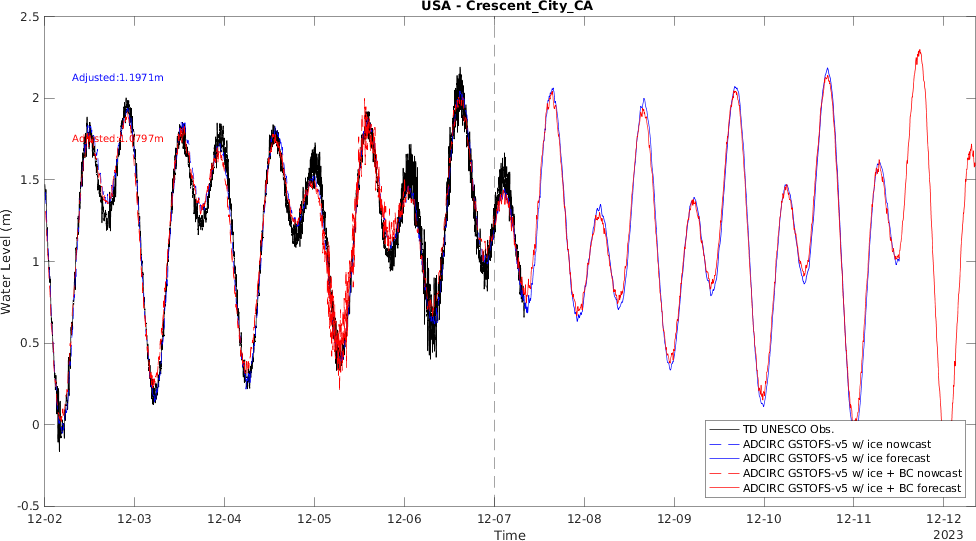 USA - Crescent_City_CA
2.5
2
1.5
1
0.5
0
-0.5
Water Level (m)
Adjusted:1.1971m
Adjusted:1.0797m
TD UNESCO Obs.
ADCIRC GSTOFS-v5 w/ ice nowcast
ADCIRC GSTOFS-v5 w/ ice forecast
ADCIRC GSTOFS-v5 w/ ice + BC nowcast
ADCIRC GSTOFS-v5 w/ ice + BC forecast
12-02 12-03 12-04 12-05 12-06 12-07 12-08 12-09 12-10 12-11 12-12
Time
2023